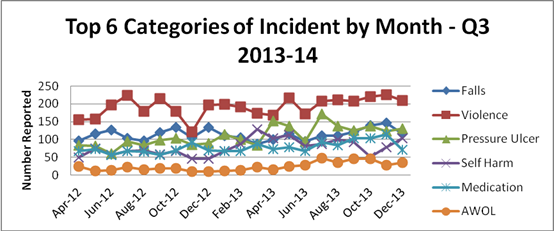 Top 6 Categories of Incident by Month - Q3
2013-14
Number Reported
250
200
150
100
50
0
Apr-12
Jun-12
Aug-12
Oct-12
Dec-12
Feb-13
Apr-13
Jun-13
Aug-13
Oct-13
Dec-13
Falls
Violence
Pressure Ulcer
Self Harm
Medication
AWOL